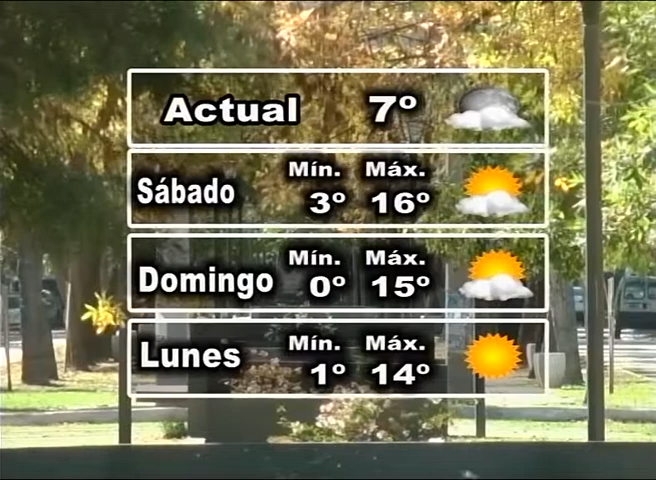 Actual 7º
Mín. Máx.
Sábado 3º 16º
Mín. Máx.
Domingo 0º 15º
Mín. Máx.
Lunes 1º 14º